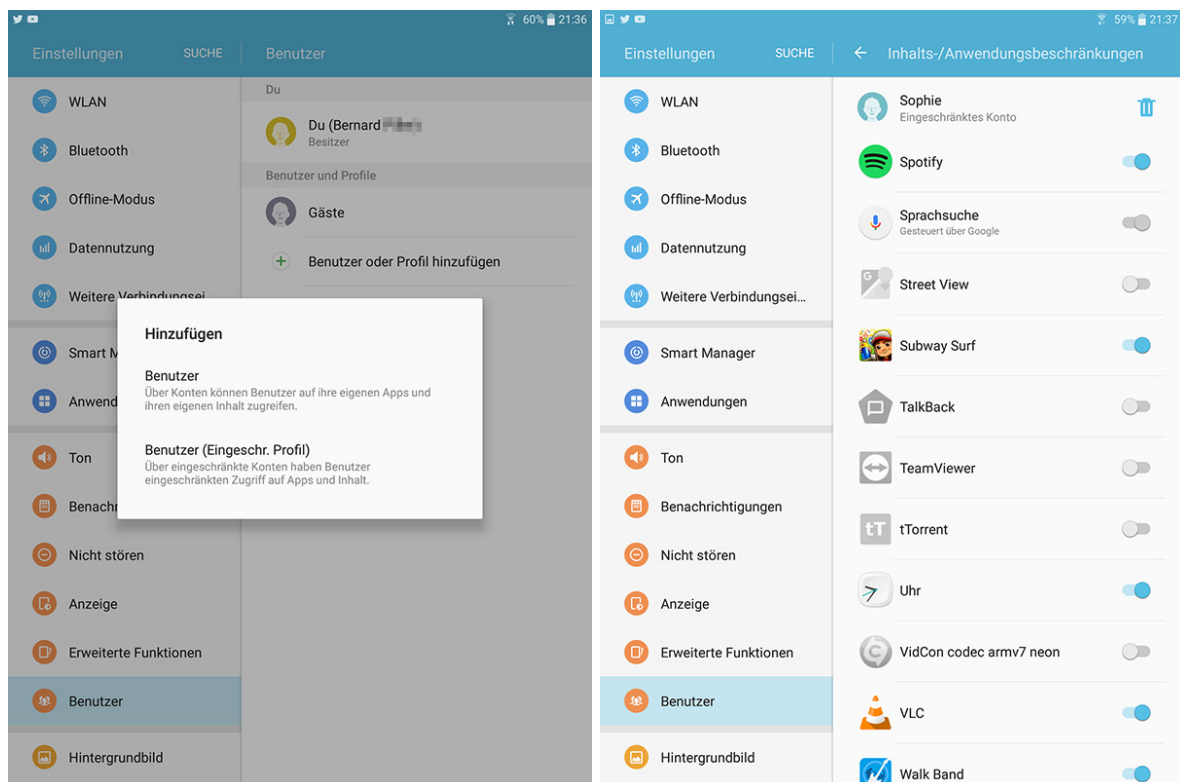 60% 21:36
Einstellungen SUCHE Benutzer
WLAN
Bluetooth
Offline-Modus
Datennutzung
Weitere Verbindungsei
Smart M
Anwend
Ton
Benachr
Nicht stören
Anzeige
Erweiterte Funktionen
Benutzer
Hintergrundbild
Du
Du (Bernard
Besitzer
Benutzer und Profile
Gäste
Benutzer oder Profil hinzufügen
Hinzufügen
Benutzer
Über Konten können Benutzer auf ihre eigenen Apps und
ihren eigenen Inhalt zugreifen.
Benutzer (Eingeschr. Profil)
Über eingeschränkte Konten haben Benutzer
eingeschränkten Zugriff auf Apps und Inhalt.
59% 21:37
Einstellungen SUCHE Inhalts-/Anwendungsbeschränkungen
WLAN
Bluetooth
Offline-Modus
Datennutzung
Weitere Verbindungsei...
Smart Manager
Anwendungen
Ton
Benachrichtigungen
Nicht stören
Anzeige
Erweiterte Funktionen
Benutzer
Hintergrundbild
Sophie
Eingeschränktes Konto
Spotify
Sprachsuche
Gesteuert über Google
Street View
Subway Surf
TalkBack
TeamViewer
tT tTorrent
Uhr
VidCon codec armv7 neon
VLC
Walk Band